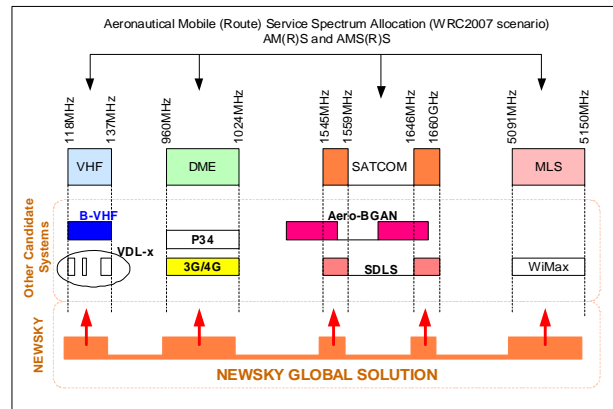 Aeronautical Mobile (Route) Service Spectrum Allocation (WRC2007 scenario)
AM(R)S and AMS(R)S
118MHz
137MHz
960MHz
1024MHz
1545MHz
1559MHz
1646MHz
1660GHz
5091MHz
5150MHz
VHF
DME
SATCOM
MLS
Other Candidate
Systems
B-VHF
Aero-BGAN
P34
VDL-x
3G/4G
SDLS
WiMax
NEWSKY
NEWSKY GLOBAL SOLUTION